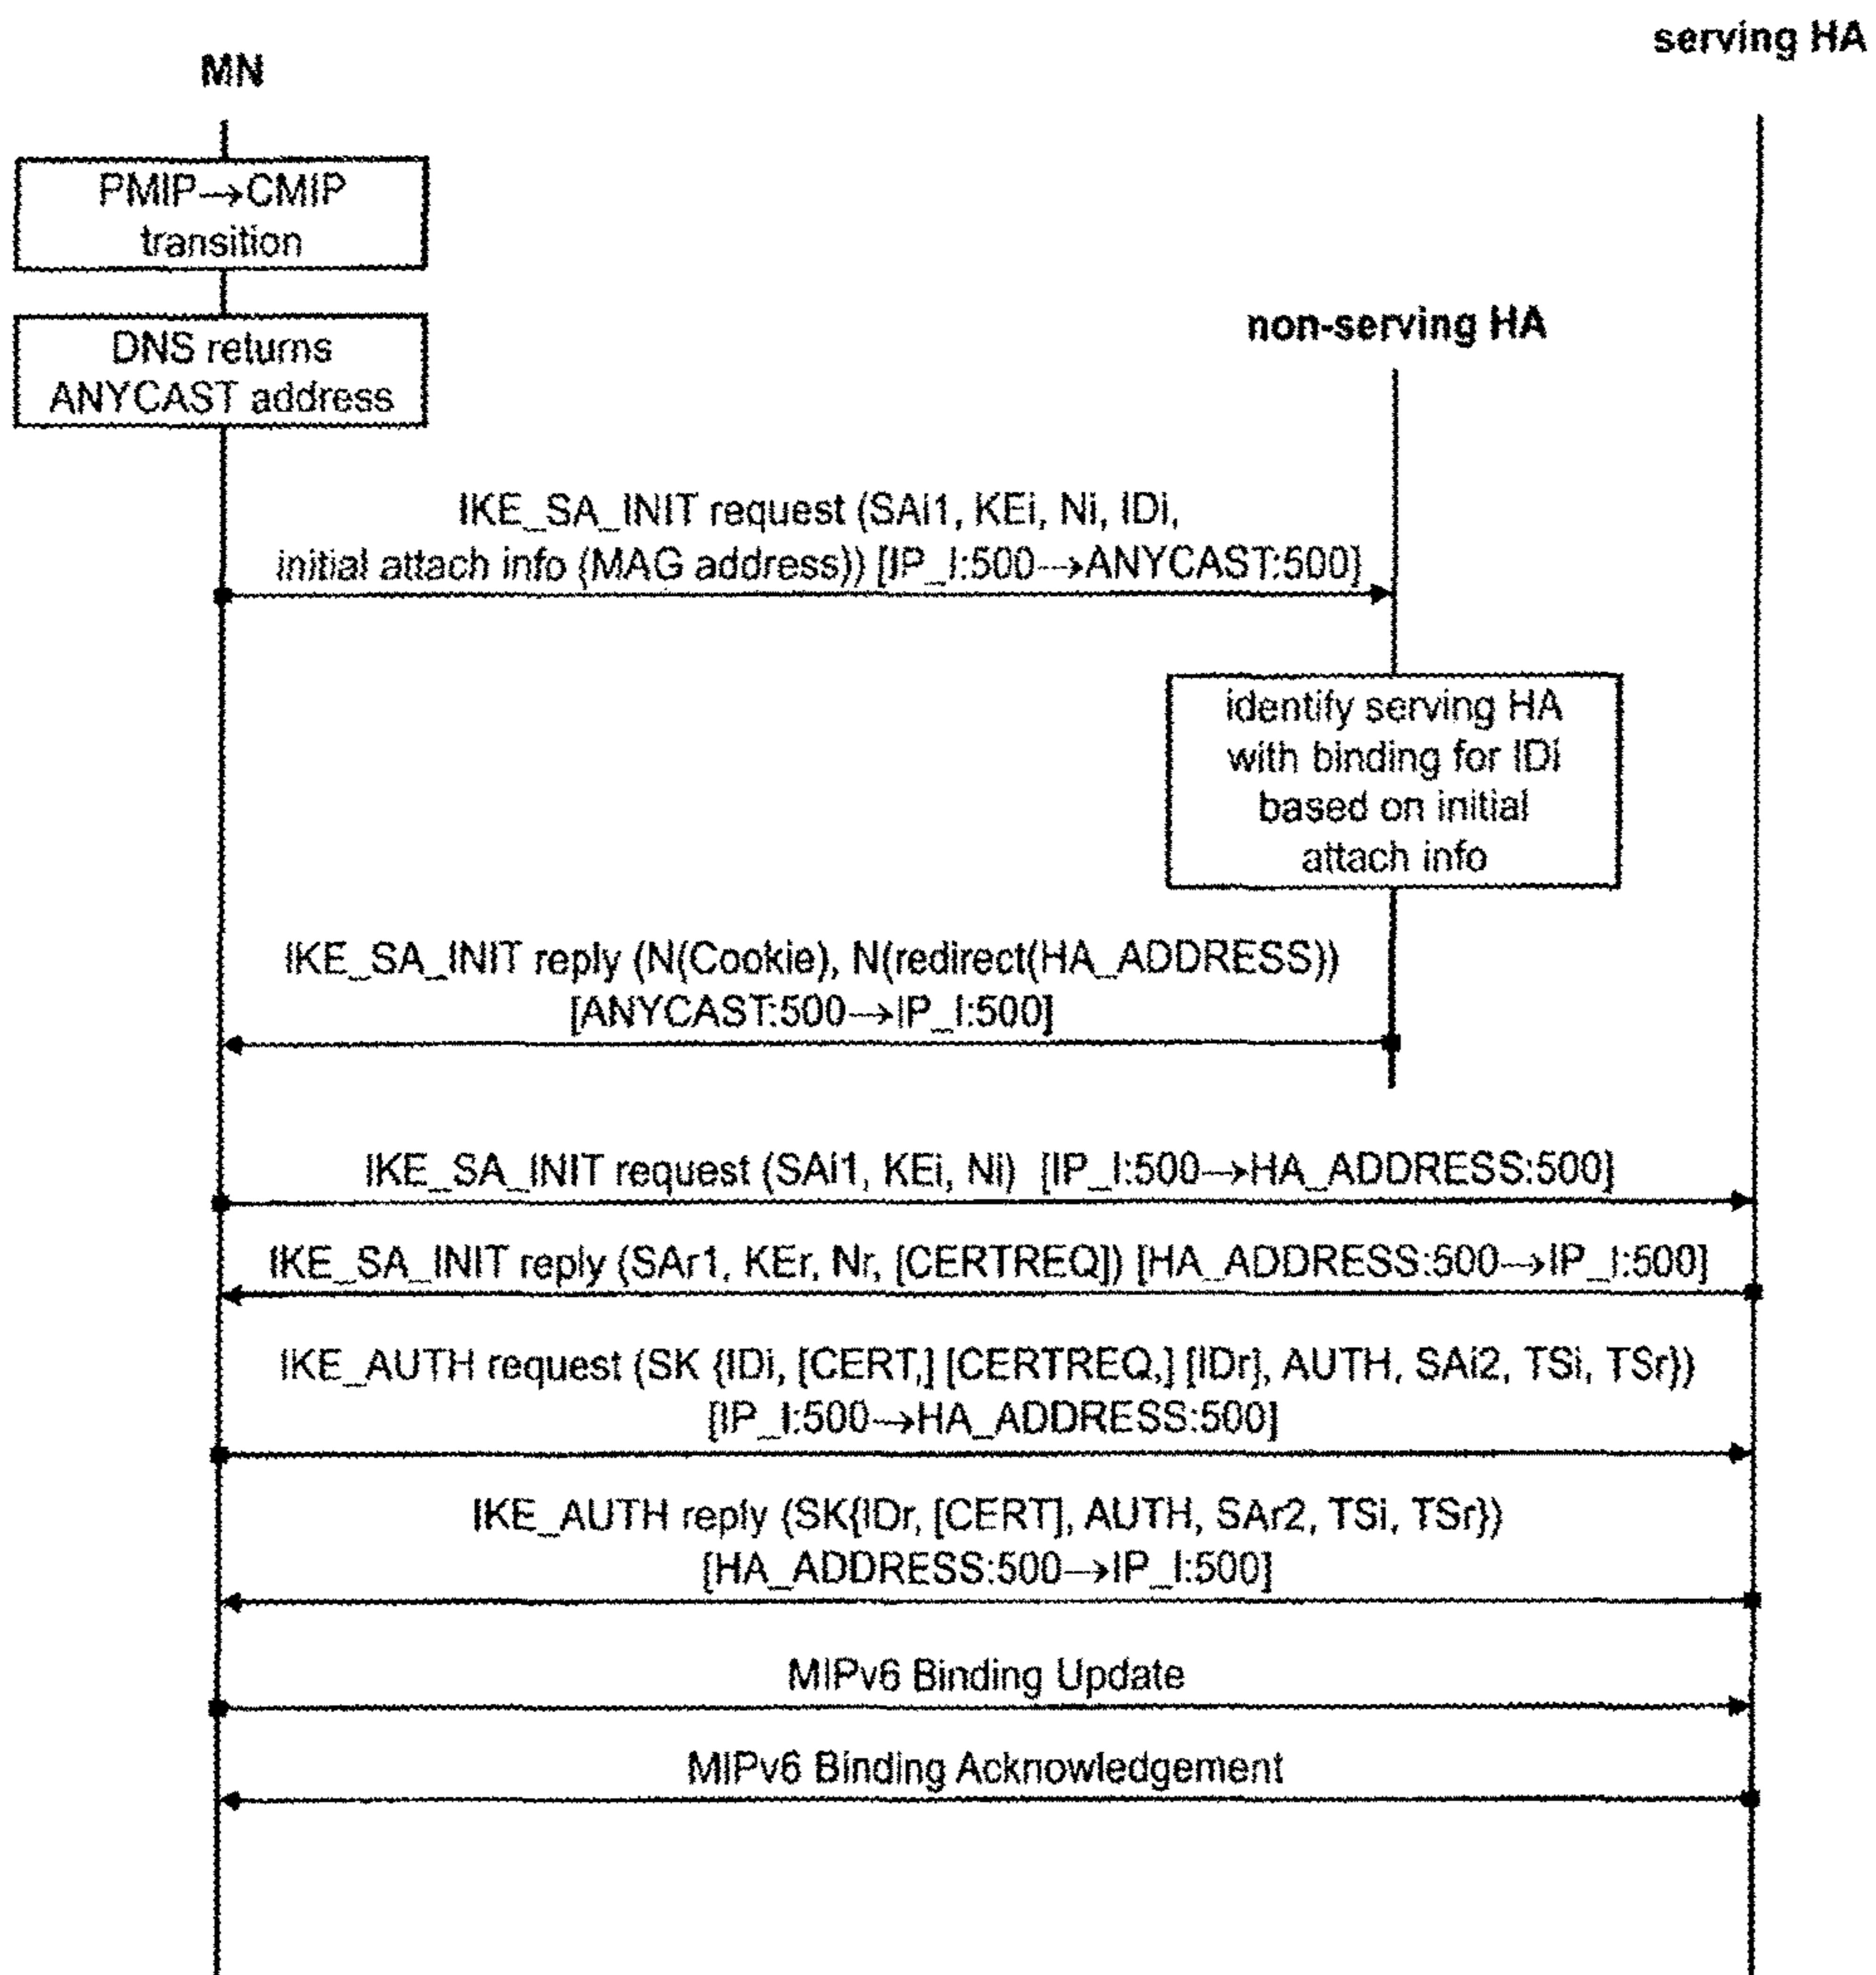 serving HA
MN
PMIP→CMIP
transition
DNS returns
ANYCAST address
non-serving HA
IKE_SA_INIT request (SAi1, KEi, Ni, IDi,
initial attach info (MAG address)) [IP_I:500→ANYCAST:500]
identify serving HA
with binding for IDi
based on initial
attach info
IKE_SA_INIT reply (N(Cookie), N(redirect(HA_ADDRESS))
[ANYCAST:500→IP_I:500]
IKE_SA_INIT request (SAi1, KEi, Ni) [IP_I:500→HA_ADDRESS:500]
IKE_SA_INIT reply (SAr1, KEr, Nr, [CERTREQ]) [HA_ADDRESS:500→IP_I:500]
IKE_AUTH request (SK {IDi, [CERT,] [CERTREQ,] [IDr], AUTH, SAi2, TSi, TSr})
[IP_I:500→HA_ADDRESS:500]
IKE_AUTH reply (SK{IDr, [CERT], AUTH, SAr2, TSi, TSr})
[HA_ADDRESS:500→IP_I:500]
MIPv6 Binding Update
MIPv6 Binding Acknowledgement